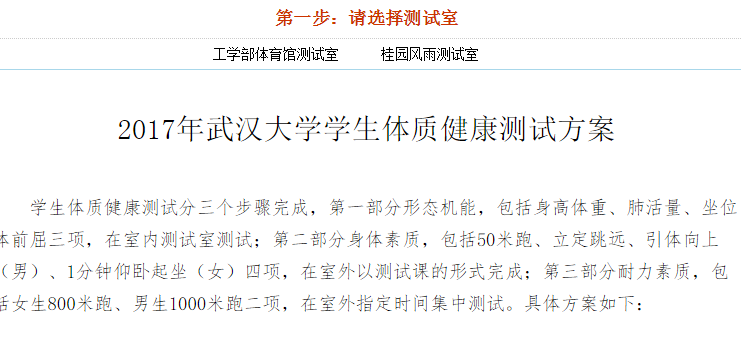 第一步：请选择测试室
工学部体育馆测试室 桂园风雨测试室
2017年武汉大学学生体质健康测试方案
学生体质健康测试分三个步骤完成，第一部分形态机能，包括身高体重、肺活量、坐位
体前屈三项，在室内测试室测试；第二部分身体素质，包括50米跑、立定跳远、引体向上
（男）、1分钟仰卧起坐（女）四项，在室外以测试课的形式完成；第三部分耐力素质，包
括女生800米跑、男生1000米跑二项，在室外指定时间集中测试。具体方案如下：